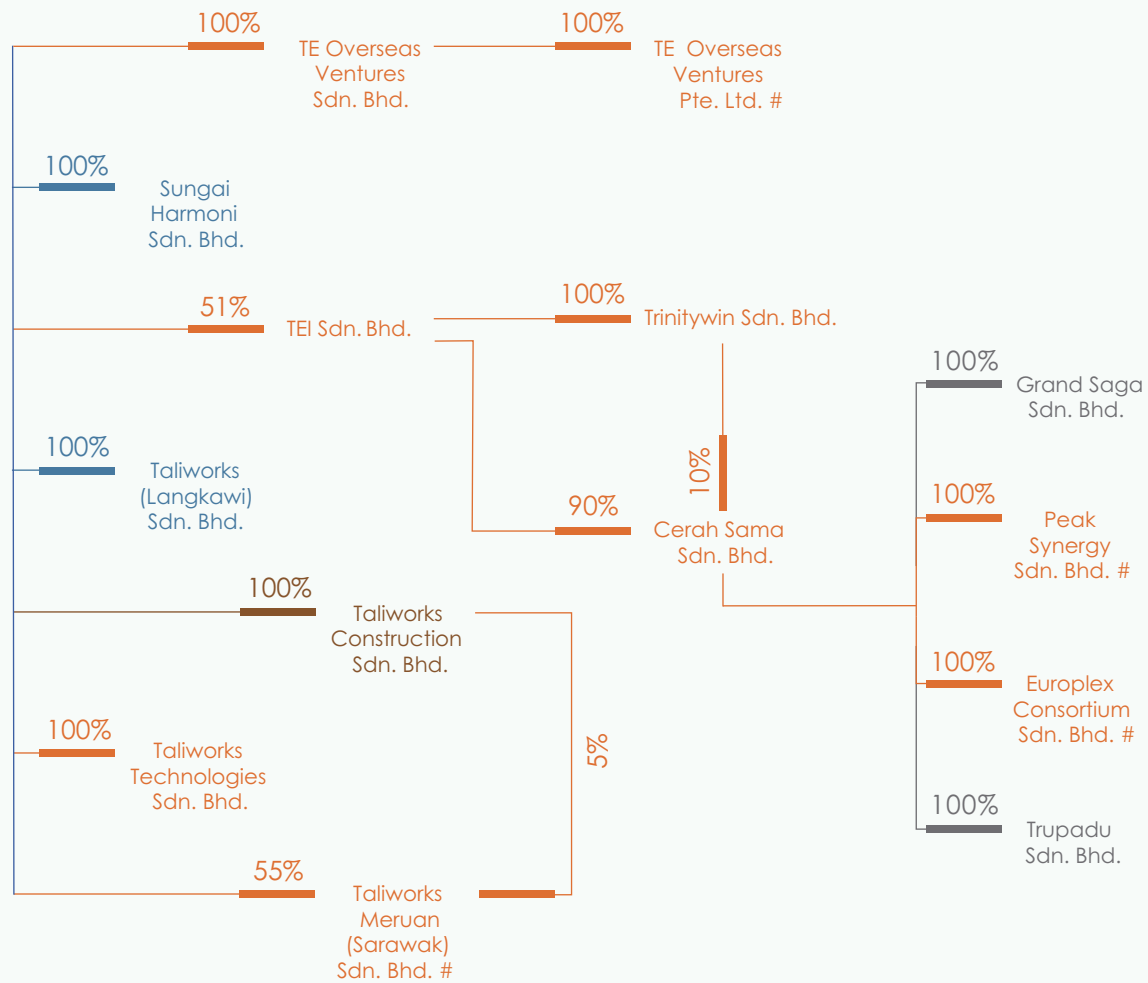 100%
TE Overseas
Ventures
Sdn. Bhd.
100%
TE Overseas
Ventures
Pte. Ltd. #
100%
Sungai
Harmoni
Sdn. Bhd.
51%
TEI Sdn. Bhd.
100%
Trinitywin Sdn. Bhd.
100%
Grand Saga
Sdn. Bhd.
100%
Taliworks
(Langkawi)
Sdn. Bhd.
10%
90%
Cerah Sama
Sdn. Bhd.
100%
Peak
Synergy
Sdn. Bhd. #
100%
Taliworks
Construction
Sdn. Bhd.
100%
Europlex
Consortium
Sdn. Bhd. #
100%
Taliworks
Technologies
Sdn. Bhd.
5%
100%
Trupadu
Sdn. Bhd.
55%
Taliworks
Meruan
(Sarawak)
Sdn. Bhd. #